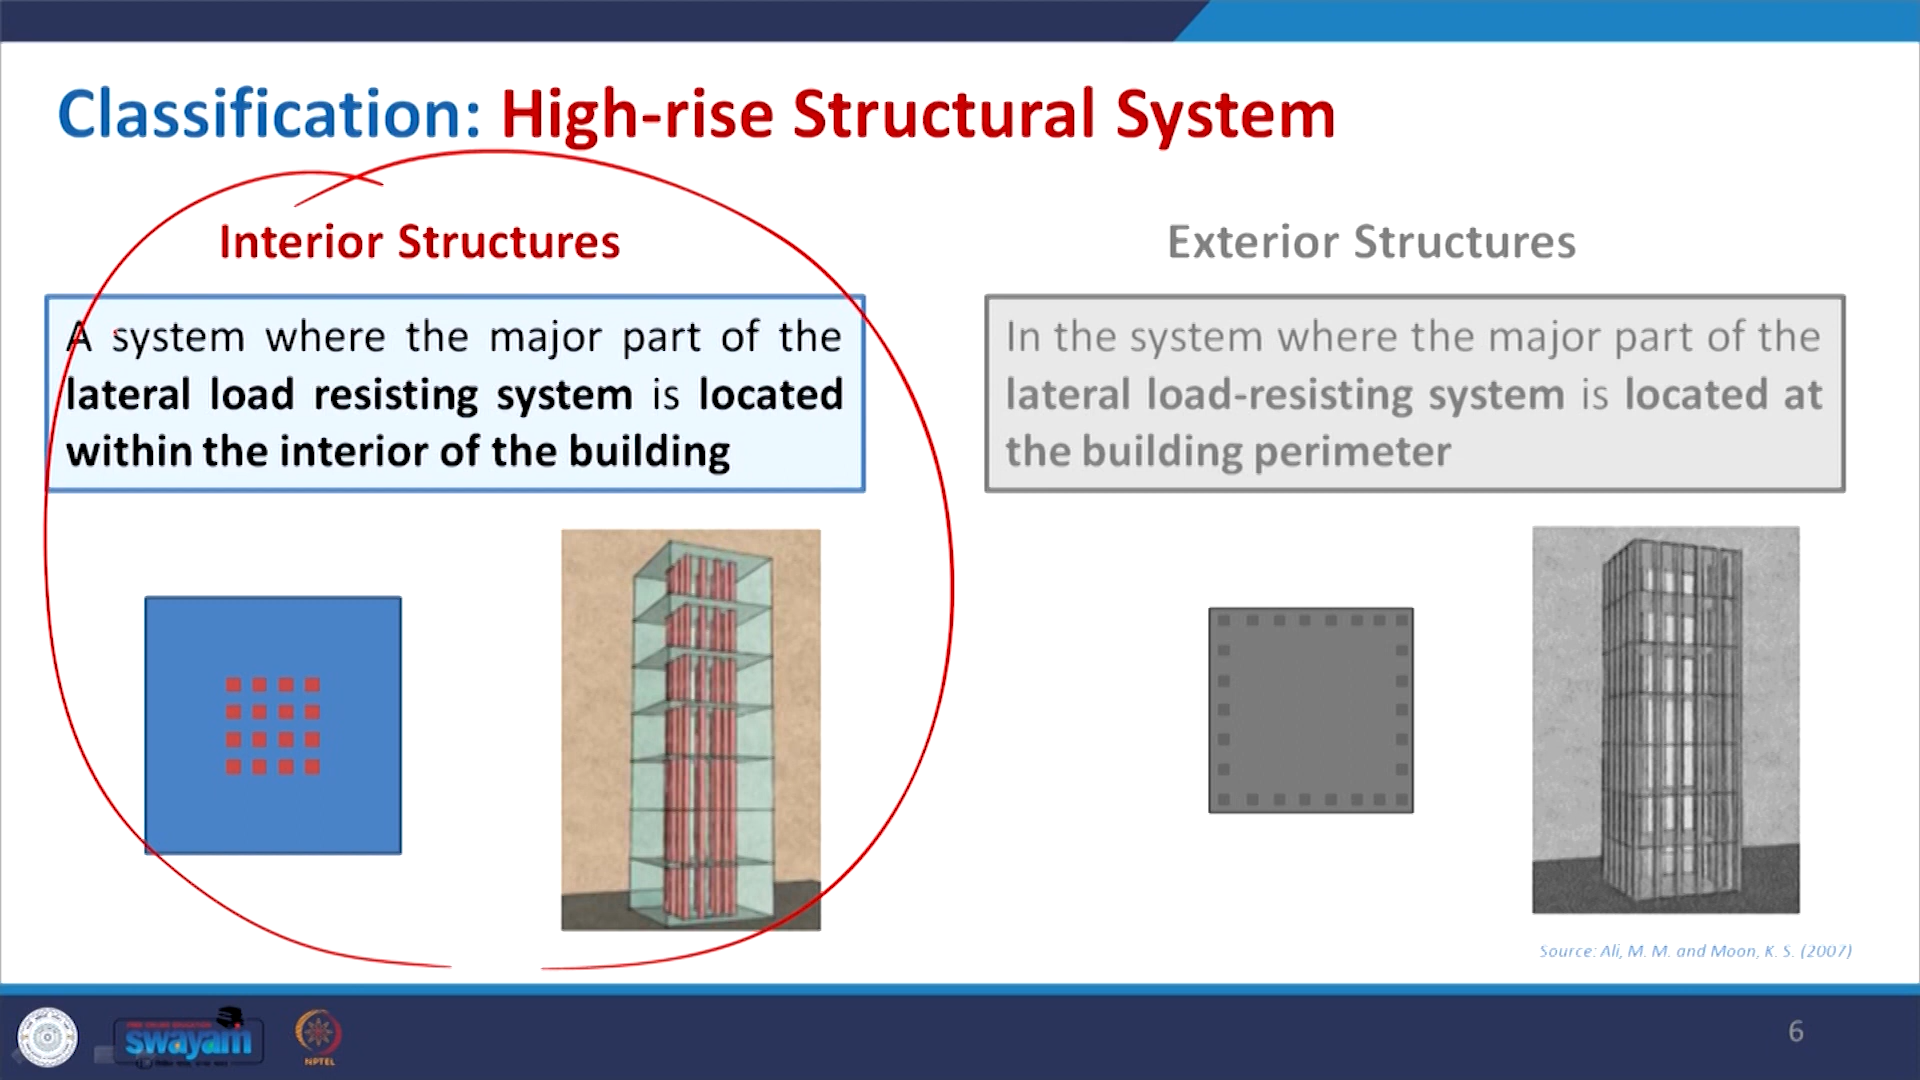 Classification: High-rise Structural System
Interior Structures
A system where the major part of the
lateral load resisting system is located
within the interior of the building
Exterior Structures
In the system where the major part of the
lateral load-resisting system is located at
the building perimeter
Source: Ali, M. M. and Moon, K. S. (2007)
swayam
NPTEL
6